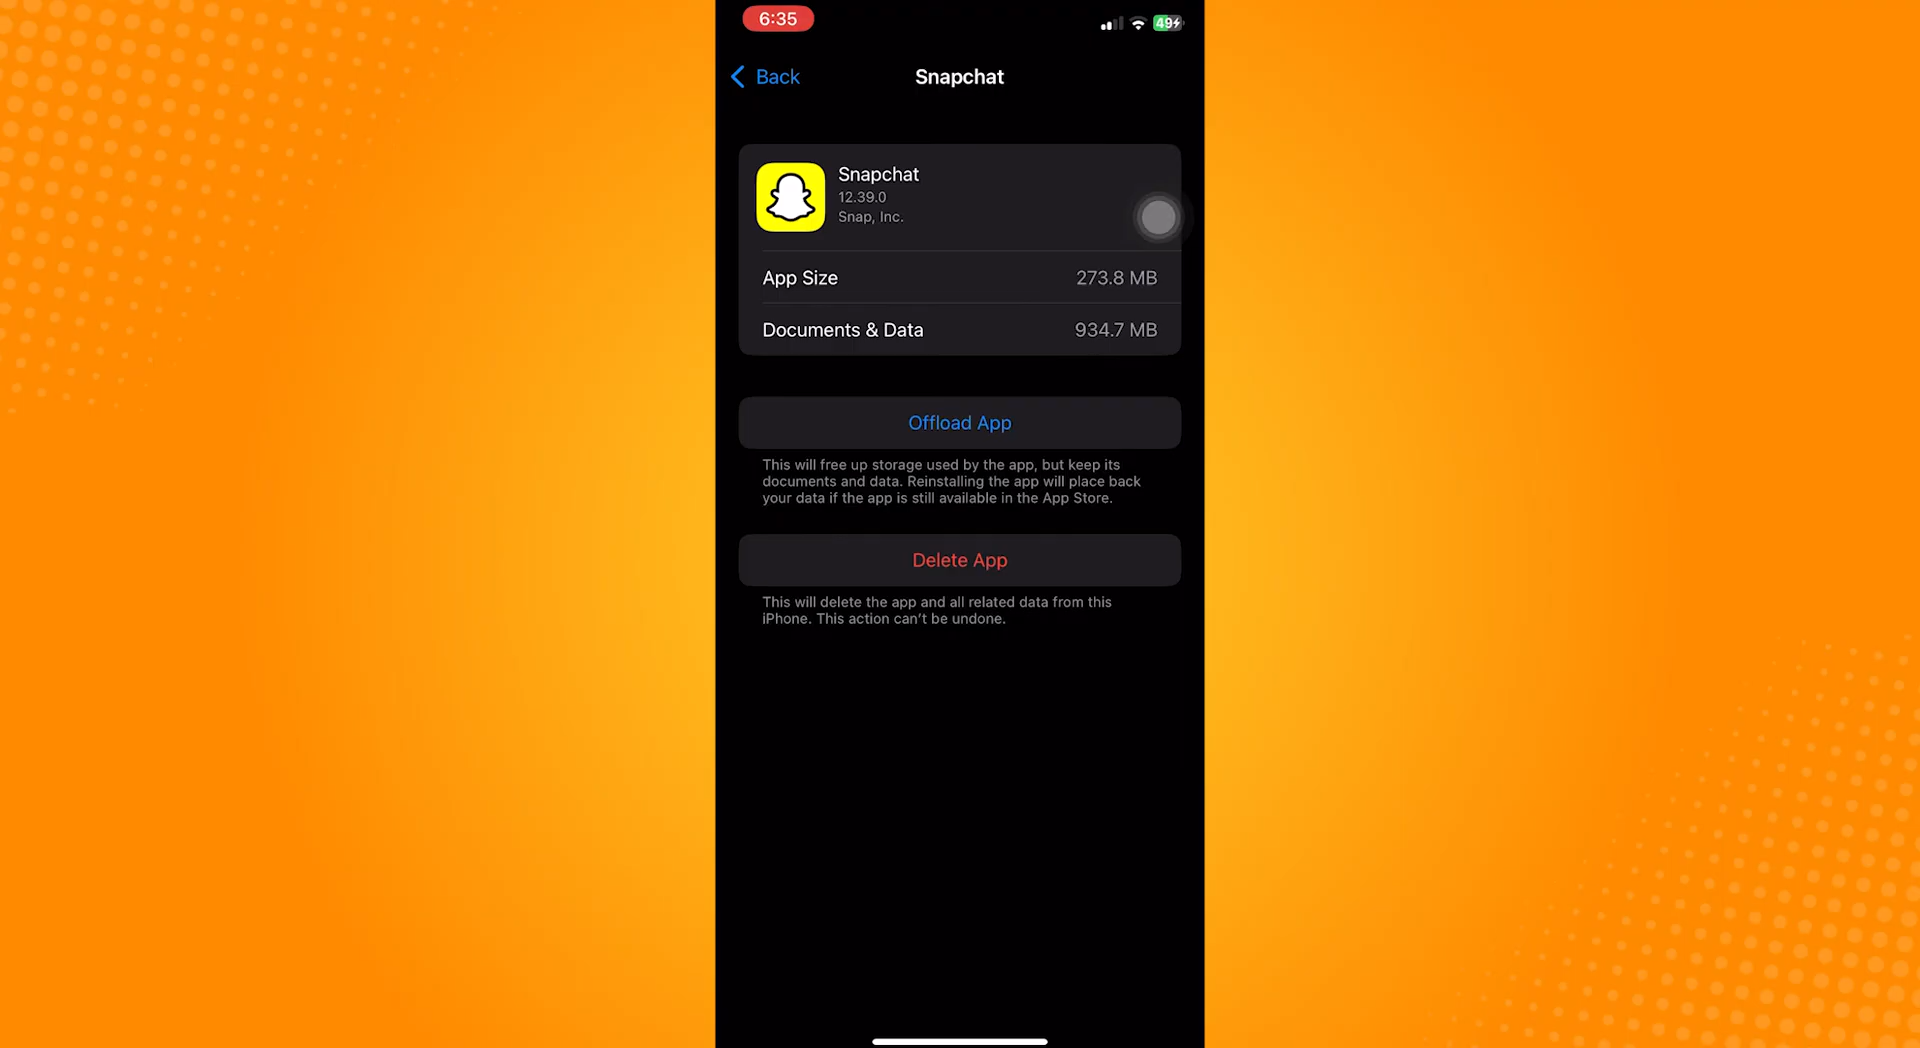 6:35
49
Back
Snapchat
Snapchat
12.39.0
Snap, Inc.
App Size 273.8 MB
Documents & Data 934.7 MB
Offload App
This will free up storage used by the app, but keep its
documents and data. Reinstalling the app will place back
your data if the app is still available in the App Store.
Delete App
This will delete the app and all related data from this
iPhone. This action can't be undone.